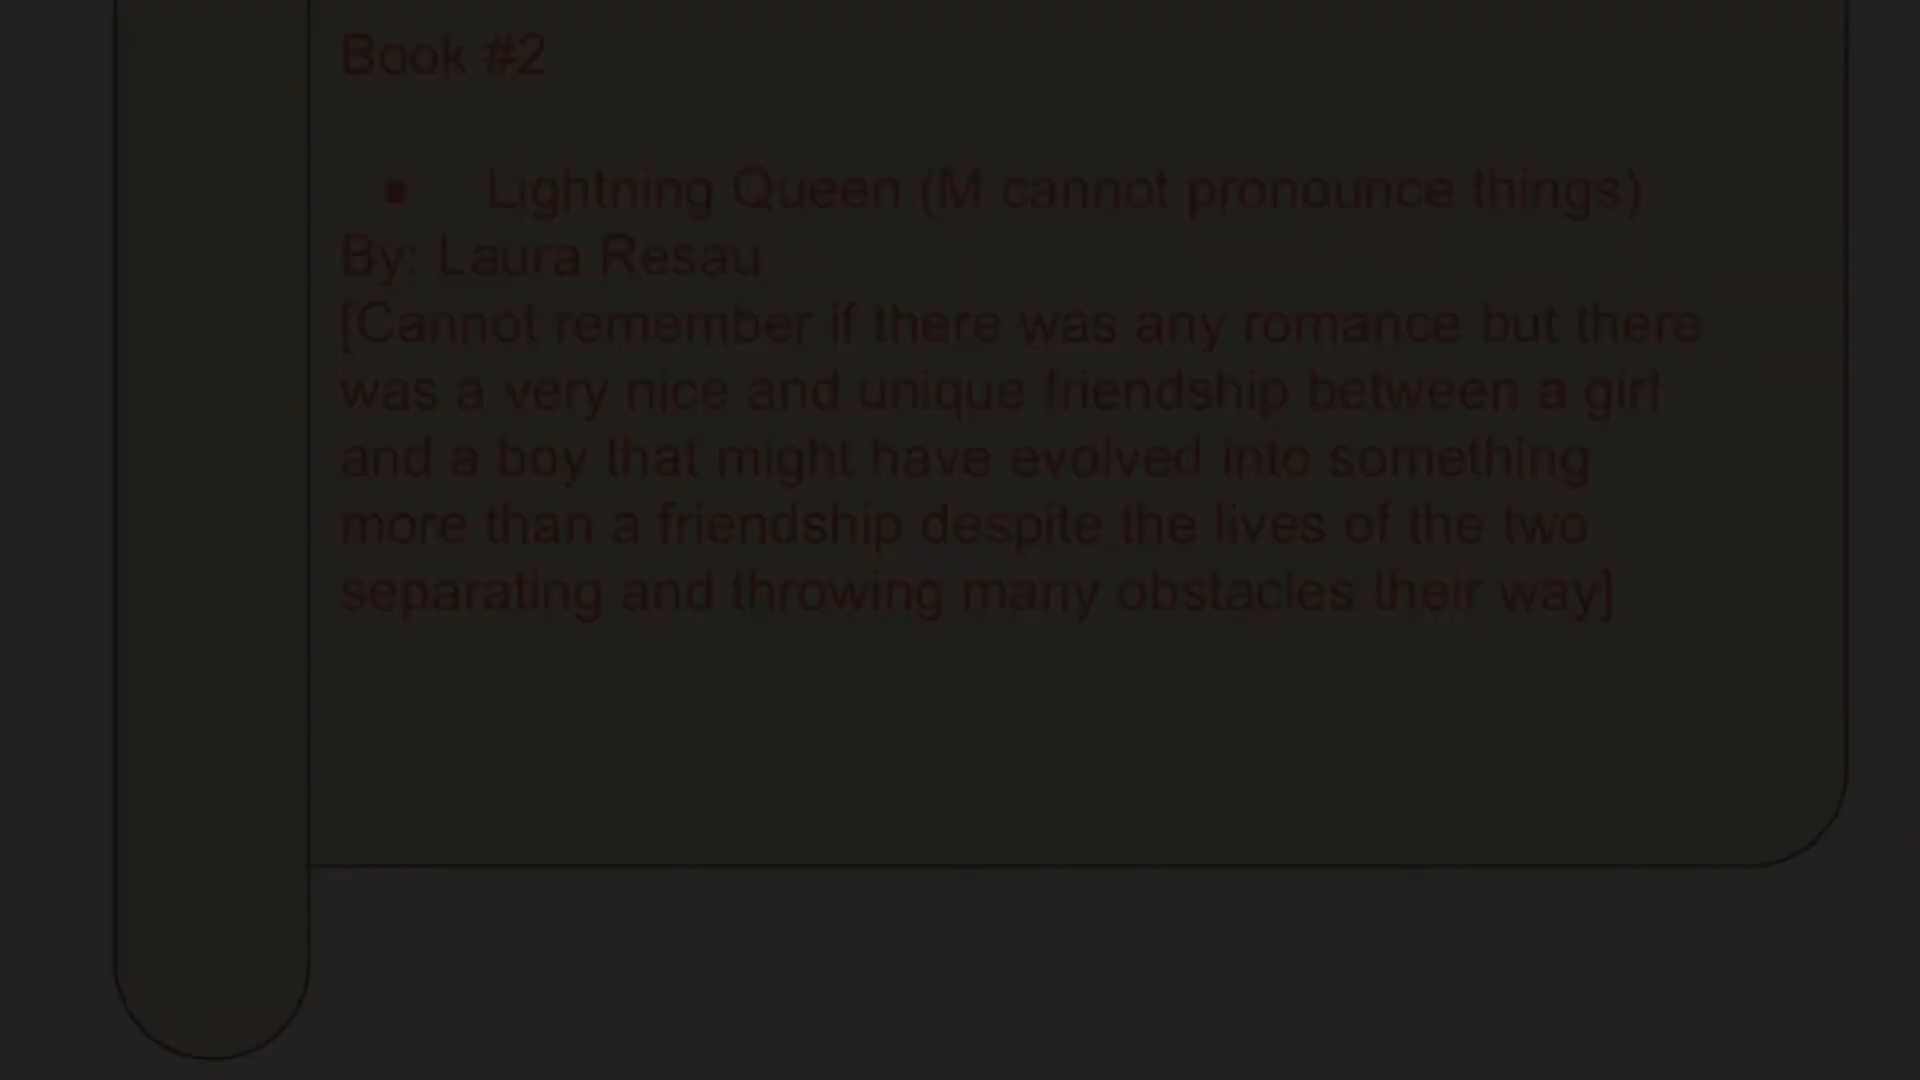 Book #2
▪ Lightning Queen (M cannot pronounce things)
By: Laura Resau
[Cannot remember if there was any romance but there
was a very nice and unique friendship between a girl
and a boy that might have evolved into something
more than a friendship despite the lives of the two
separating and throwing many obstacles their way]